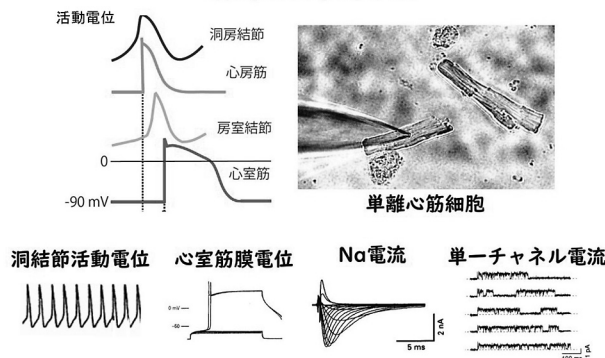 活動電位
洞房結節
心房筋
房室結節
0
心室筋
-90 mV
単離心筋細胞
洞結節活動電位
心室筋膜電位
Na電流
単一チャネル電流
0 mV
-50
2 nA
5 ms
1 pA